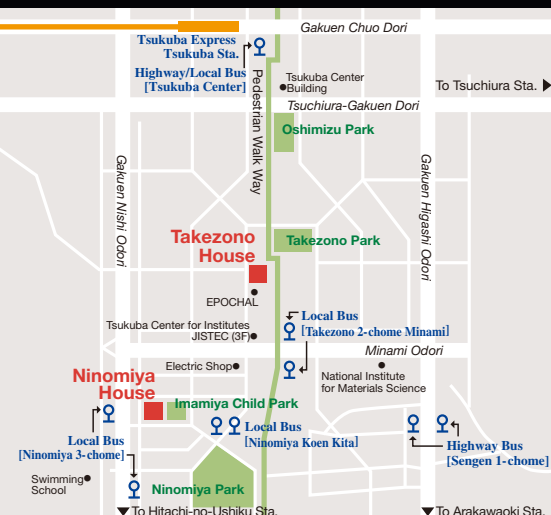 Gakuen Chuo Dori
Tsukuba Express
Tsukuba Sta.
Highway/Local Bus
[Tsukuba Center]
Pedestrian Walk Way
Tsukuba Center
Building
To Tsuchiura Sta.
Tsuchiura-Gakuen Dori
Oshimizu Park
Gakuen Nishi Odori
Gakuen Higashi Odori
Takezono
House
Takezono Park
EPOCHAL
Local Bus
[Takezono 2-chome Minami]
Tsukuba Center for Institutes
JISTEC (3F)
Minami Odori
Electric Shop
National Institute
for Materials Science
Ninomiya
House
Imamiya Child Park
Local Bus
[Ninomiya Koen Kita]
Local Bus
[Ninomiya 3-chome]
Highway Bus
[Sengen 1-chome]
Swimming
School
Ninomiya Park
To Hitachi-no-Ushiku Sta.
To Arakawaoki Sta.